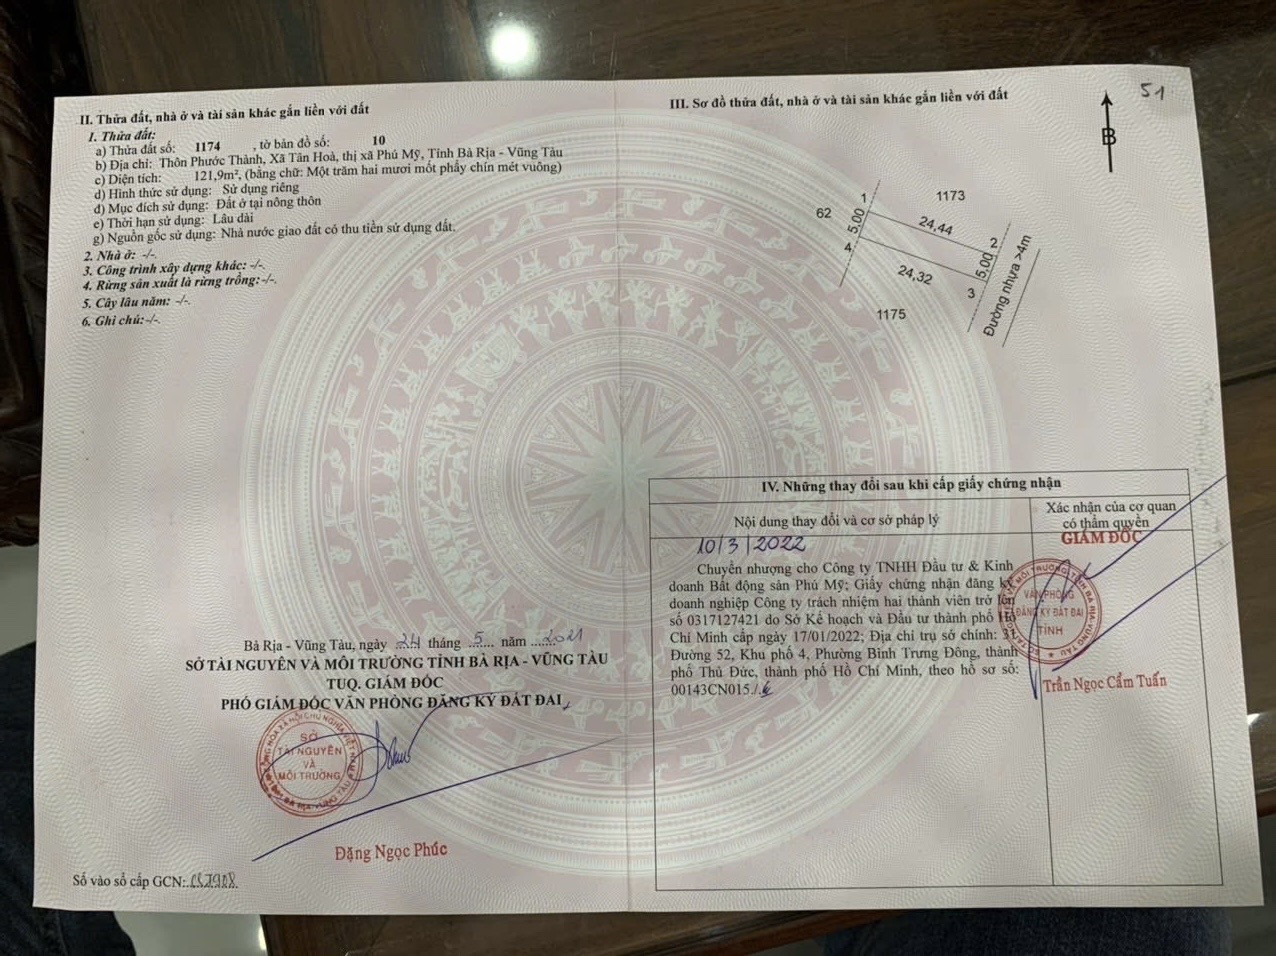 II. Thửa đất, nhà ở và tài sản khác gắn liền với đất
1. Thửa đất:
a) Thửa đất số: 1174 , tờ bản đồ số: 10
b) Địa chỉ: Thôn Phước Thành, Xã Tân Hoà, thị xã Phú Mỹ, Tỉnh Bà Rịa - Vũng Tàu
c) Diện tích: 121,9m², (bằng chữ: Một trăm hai mươi mốt phẩy chín mét vuông)
d) Hình thức sử dụng: Sử dụng riêng
đ) Mục đích sử dụng: Đất ở tại nông thôn
e) Thời hạn sử dụng: Lâu dài
g) Nguồn gốc sử dụng: Nhà nước giao đất có thu tiền sử dụng đất.
2. Nhà ở: -/-.
3. Công trình xây dựng khác: -/-.
4. Rừng sản xuất là rừng trồng:-/-.
5. Cây lâu năm: -/-.
6. Ghi chú:-/-.
Bà Rịa - Vũng Tàu, ngày 24 tháng 5 năm 2021
SỞ TÀI NGUYÊN VÀ MÔI TRƯỜNG TỈNH BÀ RỊA - VŨNG TÀU
TUQ. GIÁM ĐỐC
PHÓ GIÁM ĐỐC VĂN PHÒNG ĐĂNG KÝ ĐẤT ĐAI
SỞ
TÀI NGUYÊN
VÀ
MÔI TRƯỜNG
Đặng Ngọc Phúc
Số vào sổ cấp GCN:
III. Sơ đồ thửa đất, nhà ở và tài sản khác gắn liền với đất
51
B
1173
62
1
5,00
24,44
2
4
24,32
5,00
3
1175
Đường nhựa >4m
IV. Những thay đổi sau khi cấp giấy chứng nhận
Nội dung thay đổi và cơ sở pháp lý
Xác nhận của cơ quan
có thẩm quyền
10/3/2022
Chuyển nhượng cho Công ty TNHH Đầu tư & Kinh
doanh Bất động sản Phú Mỹ; Giấy chứng nhận đăng ký
doanh nghiệp Công ty trách nhiệm hai thành viên trở lên
số 0317127421 do Sở Kế hoạch và Đầu tư thành phố Hồ
Chí Minh cấp ngày 17/01/2022; Địa chỉ trụ sở chính: 31
Đường 52, Khu phố 4, Phường Bình Trưng Đông, thành
phố Thủ Đức, thành phố Hồ Chí Minh, theo hồ sơ số:
00143CN015./.
GIÁM ĐỐC
VĂN PHÒNG
ĐĂNG KÝ ĐẤT ĐAI
TỈNH
Trần Ngọc Cẩm Tuấn